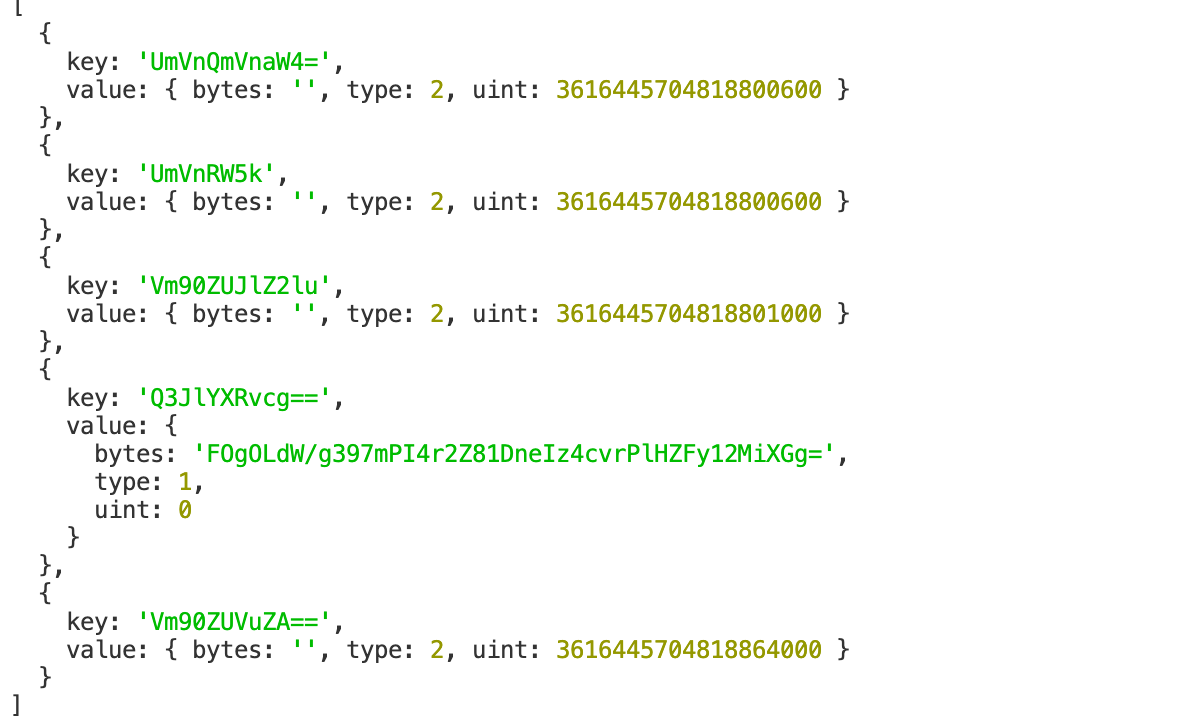 [
  {
    key: 'UmVnQmVnaW4=',
    value: { bytes: '', type: 2, uint: 3616445704818800600 }
  },
  {
    key: 'UmVnRW5k',
    value: { bytes: '', type: 2, uint: 3616445704818800600 }
  },
  {
    key: 'Vm90ZUJlZ2lu',
    value: { bytes: '', type: 2, uint: 3616445704818801000 }
  },
  {
    key: 'Q3JlYXRvcg==',
    value: {
      bytes: 'FOgOLdW/g397mPI4r2Z81DneIz4cvrPlHZFy12MiXGg=',
      type: 1,
      uint: 0
    }
  },
  {
    key: 'Vm90ZUVuZA==',
    value: { bytes: '', type: 2, uint: 3616445704818864000 }
  }
]